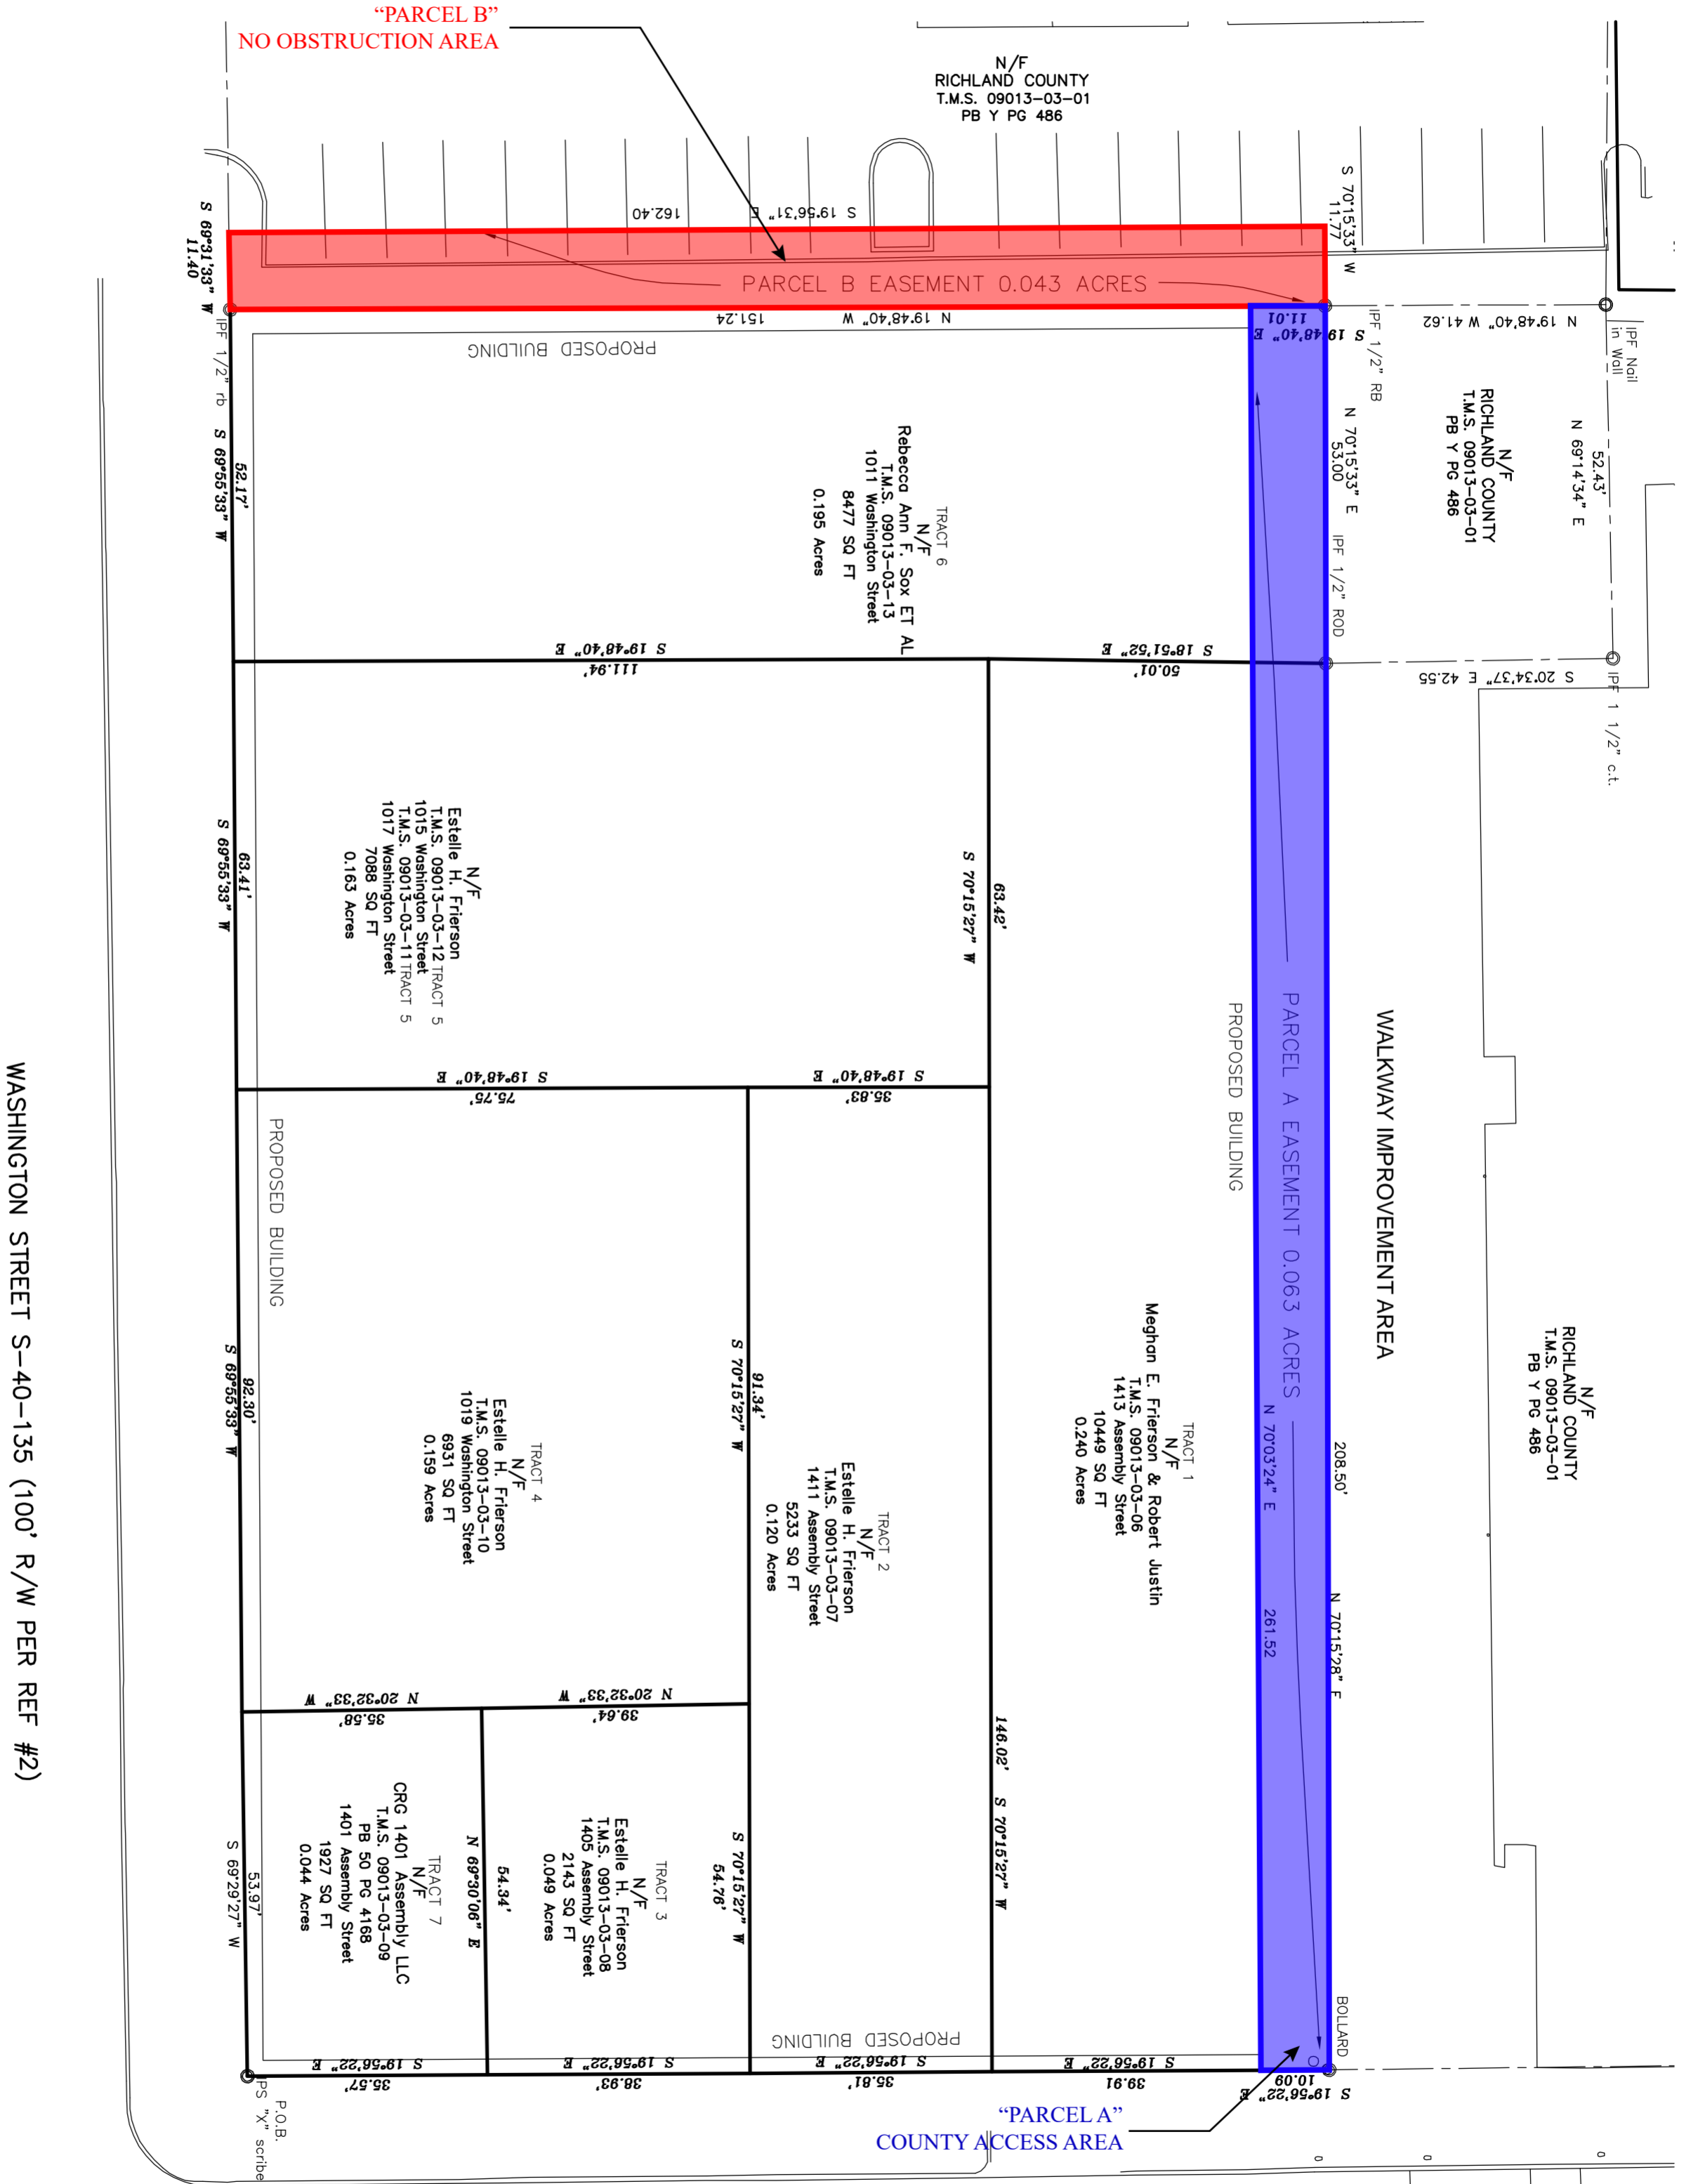 “PARCEL B”
NO OBSTRUCTION AREA
N/F
RICHLAND COUNTY
T.M.S. 09013-03-01
PB Y PG 486
S 19°56'31" E
162.40
S 70°15'33" W
11.77
S 69°31'33" W
11.40
PARCEL B EASEMENT 0.043 ACRES
N 19°48'40" W
151.24
S 19°48'40" E
11.01
N 19°48'40" W 41.62
IPF Nail
in Wall
IPF 1/2" rb
IPF 1/2" RB
PROPOSED BUILDING
N/F
RICHLAND COUNTY
T.M.S. 09013-03-01
PB Y PG 486
52.43'
N 69°14'34" E
N 70°15'33" E
53.00
IPF 1/2" ROD
52.17'
S 69°55'33" W
TRACT 6
N/F
Rebecca Ann F. Sox ET AL
T.M.S. 09013-03-13
1011 Washington Street
8477 SQ FT
0.195 Acres
S 19°48'40" E
111.94'
S 18°51'52" E
50.01'
S 20°34'37" E 42.55
IPF 1 1/2" c.t.
N/F
Estelle H. Frierson
T.M.S. 09013-03-12 TRACT 5
1015 Washington Street
T.M.S. 09013-03-11 TRACT 5
1017 Washington Street
7088 SQ FT
0.163 Acres
63.41'
S 69°55'33" W
63.42'
S 70°15'27" W
PROPOSED BUILDING
PARCEL A EASEMENT 0.063 ACRES
WALKWAY IMPROVEMENT AREA
S 19°48'40" E
75.75'
S 19°48'40" E
35.83'
PROPOSED BUILDING
WASHINGTON STREET S-40-135 (100' R/W PER REF #2)
92.30'
S 69°55'33" W
91.34'
S 70°15'27" W
TRACT 4
N/F
Estelle H. Frierson
T.M.S. 09013-03-10
1019 Washington Street
6931 SQ FT
0.159 Acres
TRACT 2
N/F
Estelle H. Frierson
T.M.S. 09013-03-07
1411 Assembly Street
5233 SQ FT
0.120 Acres
TRACT 1
N/F
Meghan E. Frierson & Robert Justin
T.M.S. 09013-03-06
1413 Assembly Street
10449 SQ FT
0.240 Acres
N 70°03'24" E
261.52
208.50'
N 70°15'28" E
N/F
RICHLAND COUNTY
T.M.S. 09013-03-01
PB Y PG 486
N 20°32'33" W
35.58'
N 20°32'33" W
39.64'
146.02'
S 70°15'27" W
TRACT 7
N/F
CRG 1401 Assembly LLC
T.M.S. 09013-03-09
PB 50 PG 4168
1401 Assembly Street
1927 SQ FT
0.044 Acres
54.34'
N 69°30'06" E
TRACT 3
N/F
Estelle H. Frierson
T.M.S. 09013-03-08
1405 Assembly Street
2143 SQ FT
0.049 Acres
S 70°15'27" W
54.76'
53.97'
S 69°29'27" W
PROPOSED BUILDING
BOLLARD
S 19°56'22" E
35.57'
S 19°56'22" E
38.93'
S 19°56'22" E
35.81'
S 19°56'22" E
39.91
S 19°56'22" E
10.09
P.O.B.
PS "X" scribe
“PARCEL A”
COUNTY ACCESS AREA